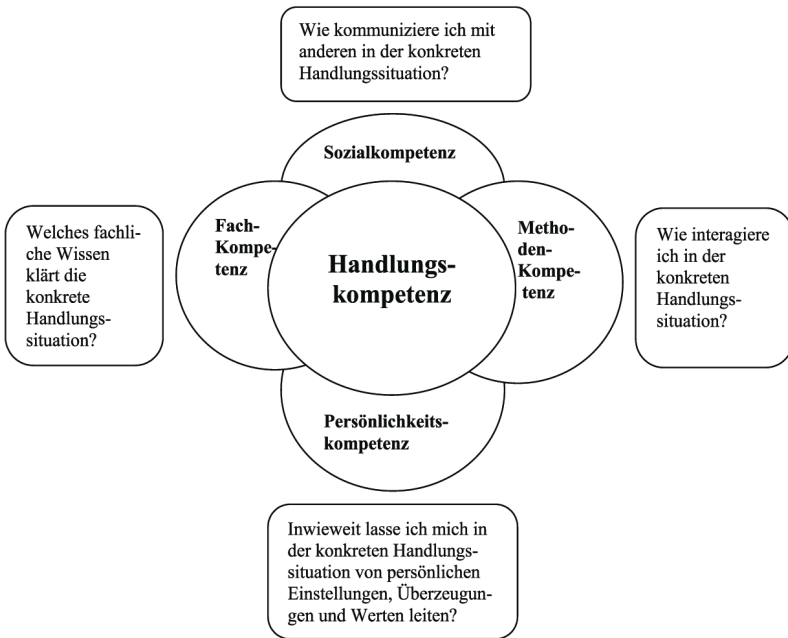 Wie kommuniziere ich mit
anderen in der konkreten
Handlungssituation?
Sozialkompetenz
Welches fachli-
che Wissen
klärt die
konkrete
Handlungs-
situation?
Fach-
Kompe-
tenz
Handlungs-
kompetenz
Metho-
den-
Kompe-
tenz
Wie interagiere
ich in der
konkreten
Handlungs-
situation?
Persönlichkeits-
kompetenz
Inwieweit lasse ich mich in
der konkreten Handlungs-
situation von persönlichen
Einstellungen, Überzeugun-
gen und Werten leiten?